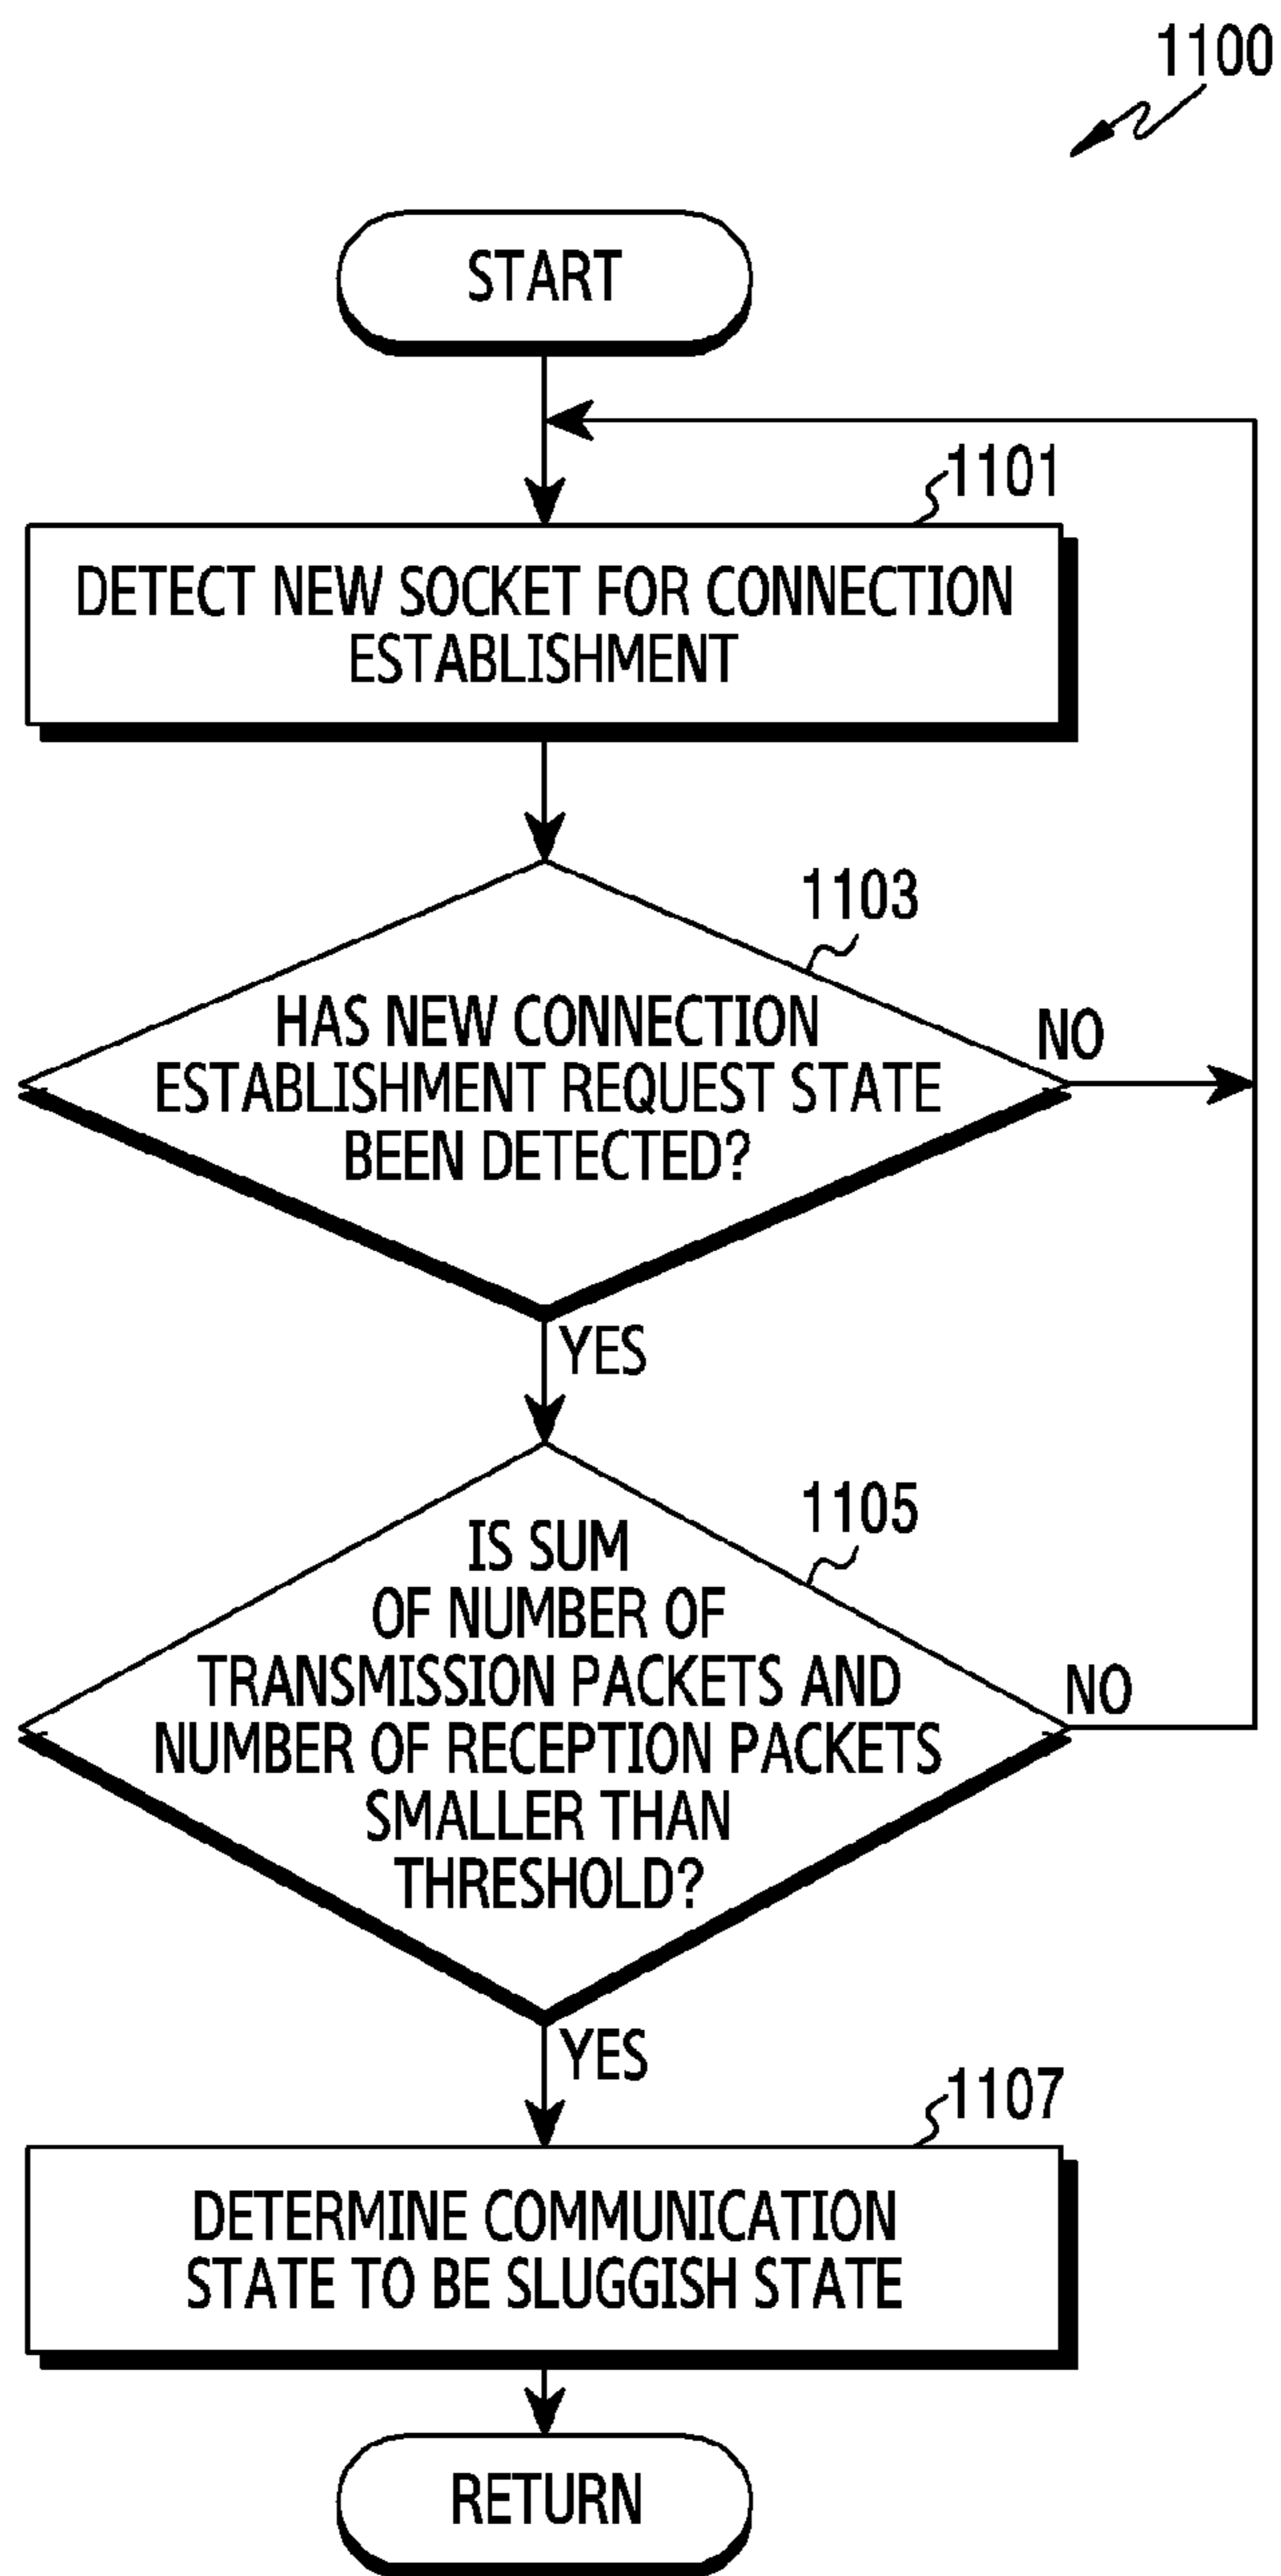 1100
START
1101
DETECT NEW SOCKET FOR CONNECTION
ESTABLISHMENT
1103
HAS NEW CONNECTION
ESTABLISHMENT REQUEST STATE
BEEN DETECTED?
NO
YES
1105
IS SUM
OF NUMBER OF
TRANSMISSION PACKETS AND
NUMBER OF RECEPTION PACKETS
SMALLER THAN
THRESHOLD?
NO
YES
1107
DETERMINE COMMUNICATION
STATE TO BE SLUGGISH STATE
RETURN